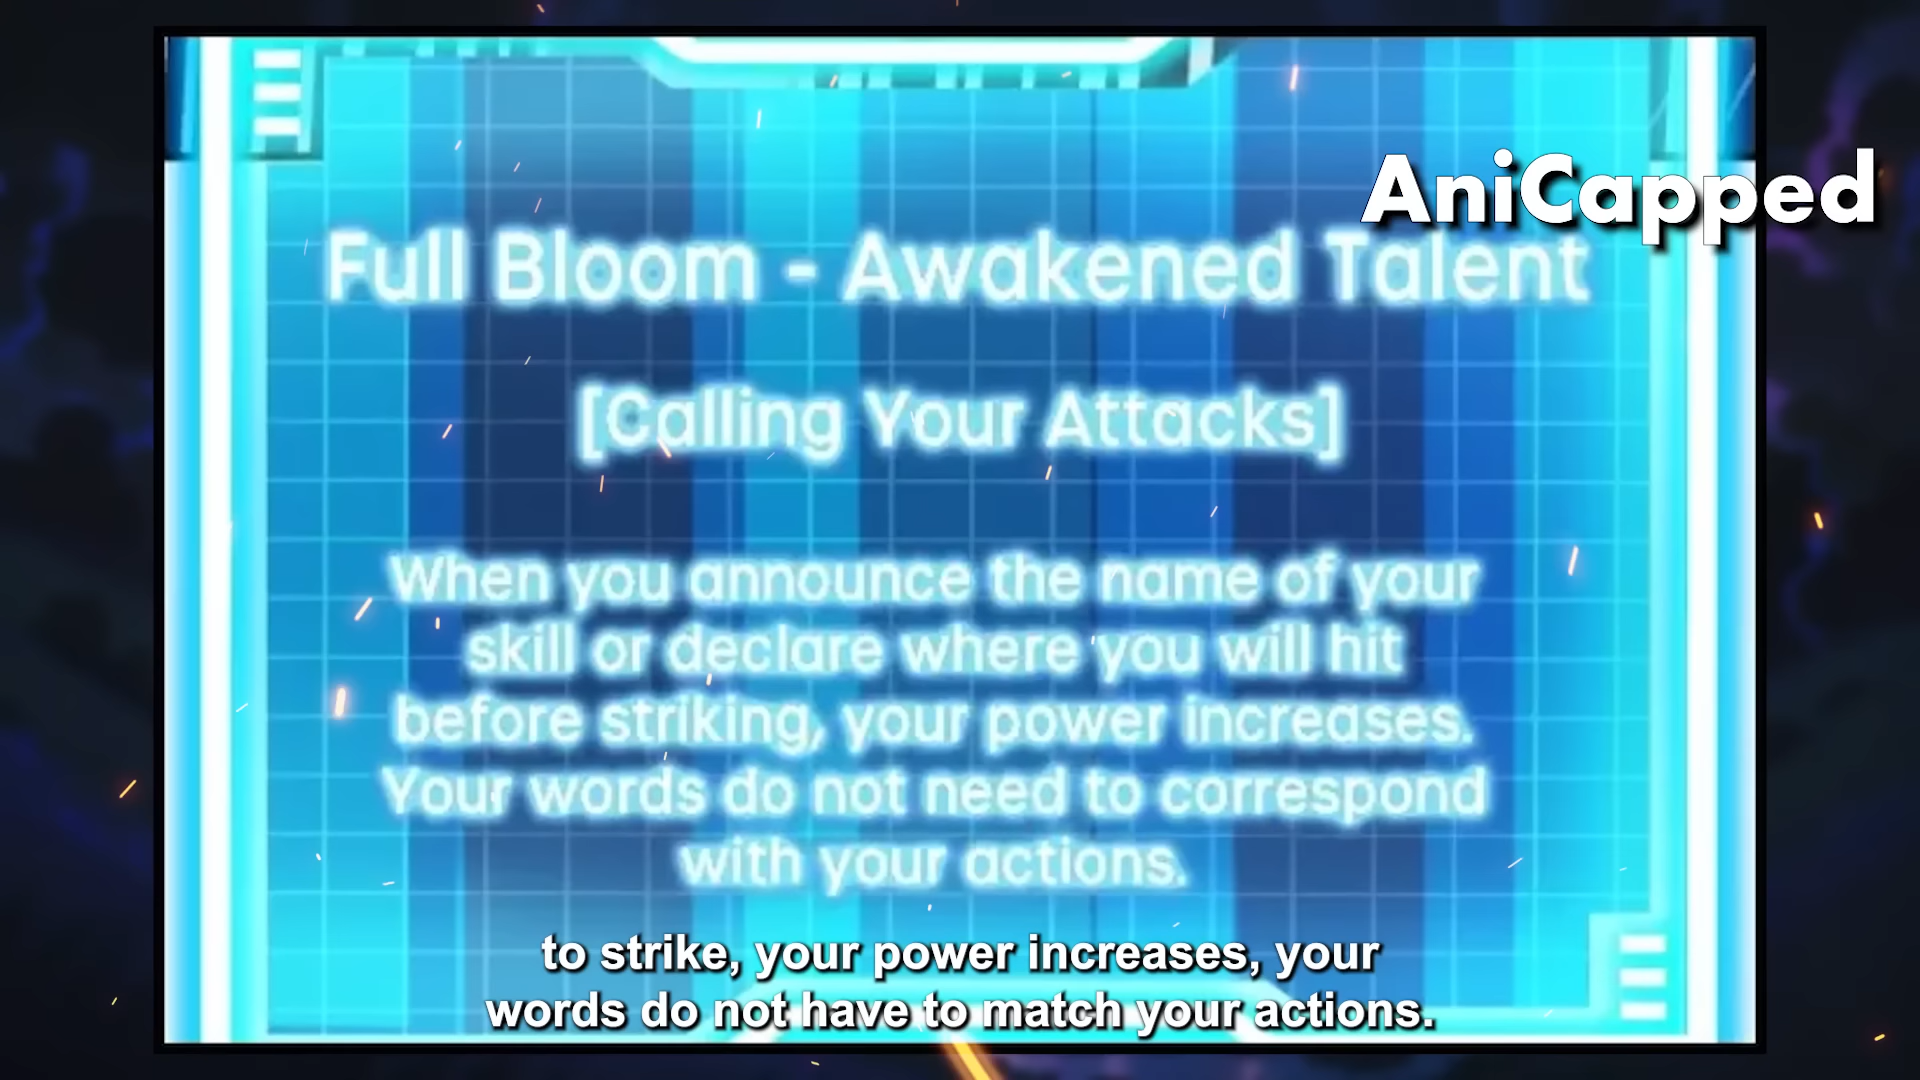 AniCapped
Full Bloom - Awakened Talent
[Calling Your Attacks]
When you announce the name of your
skill or declare where you will hit
before striking, your power increases.
Your words do not need to correspond
with your actions.
to strike, your power increases, your
words do not have to match your actions.